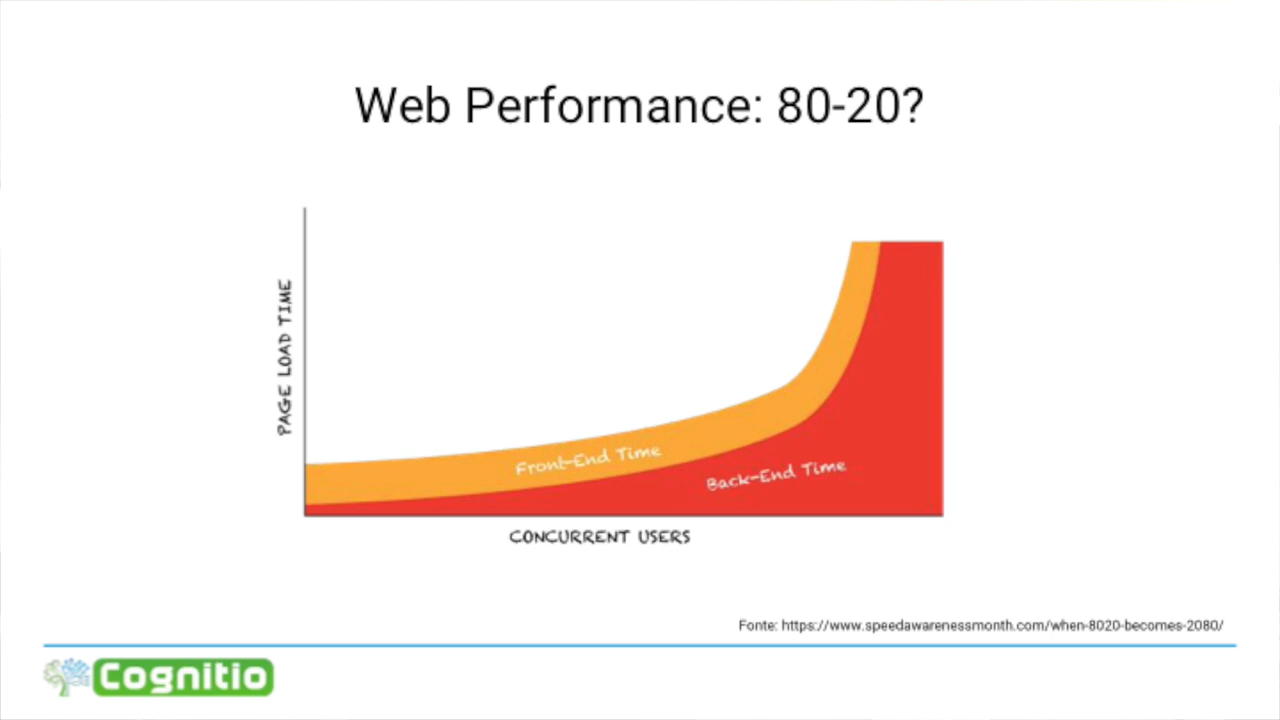 Web Performance: 80-20?
PAGE LOAD TIME
Front-End Time
Back-End Time
CONCURRENT USERS
Fonte: https://www.speedawarenessmonth.com/when-8020-becomes-2080/
Cognitio